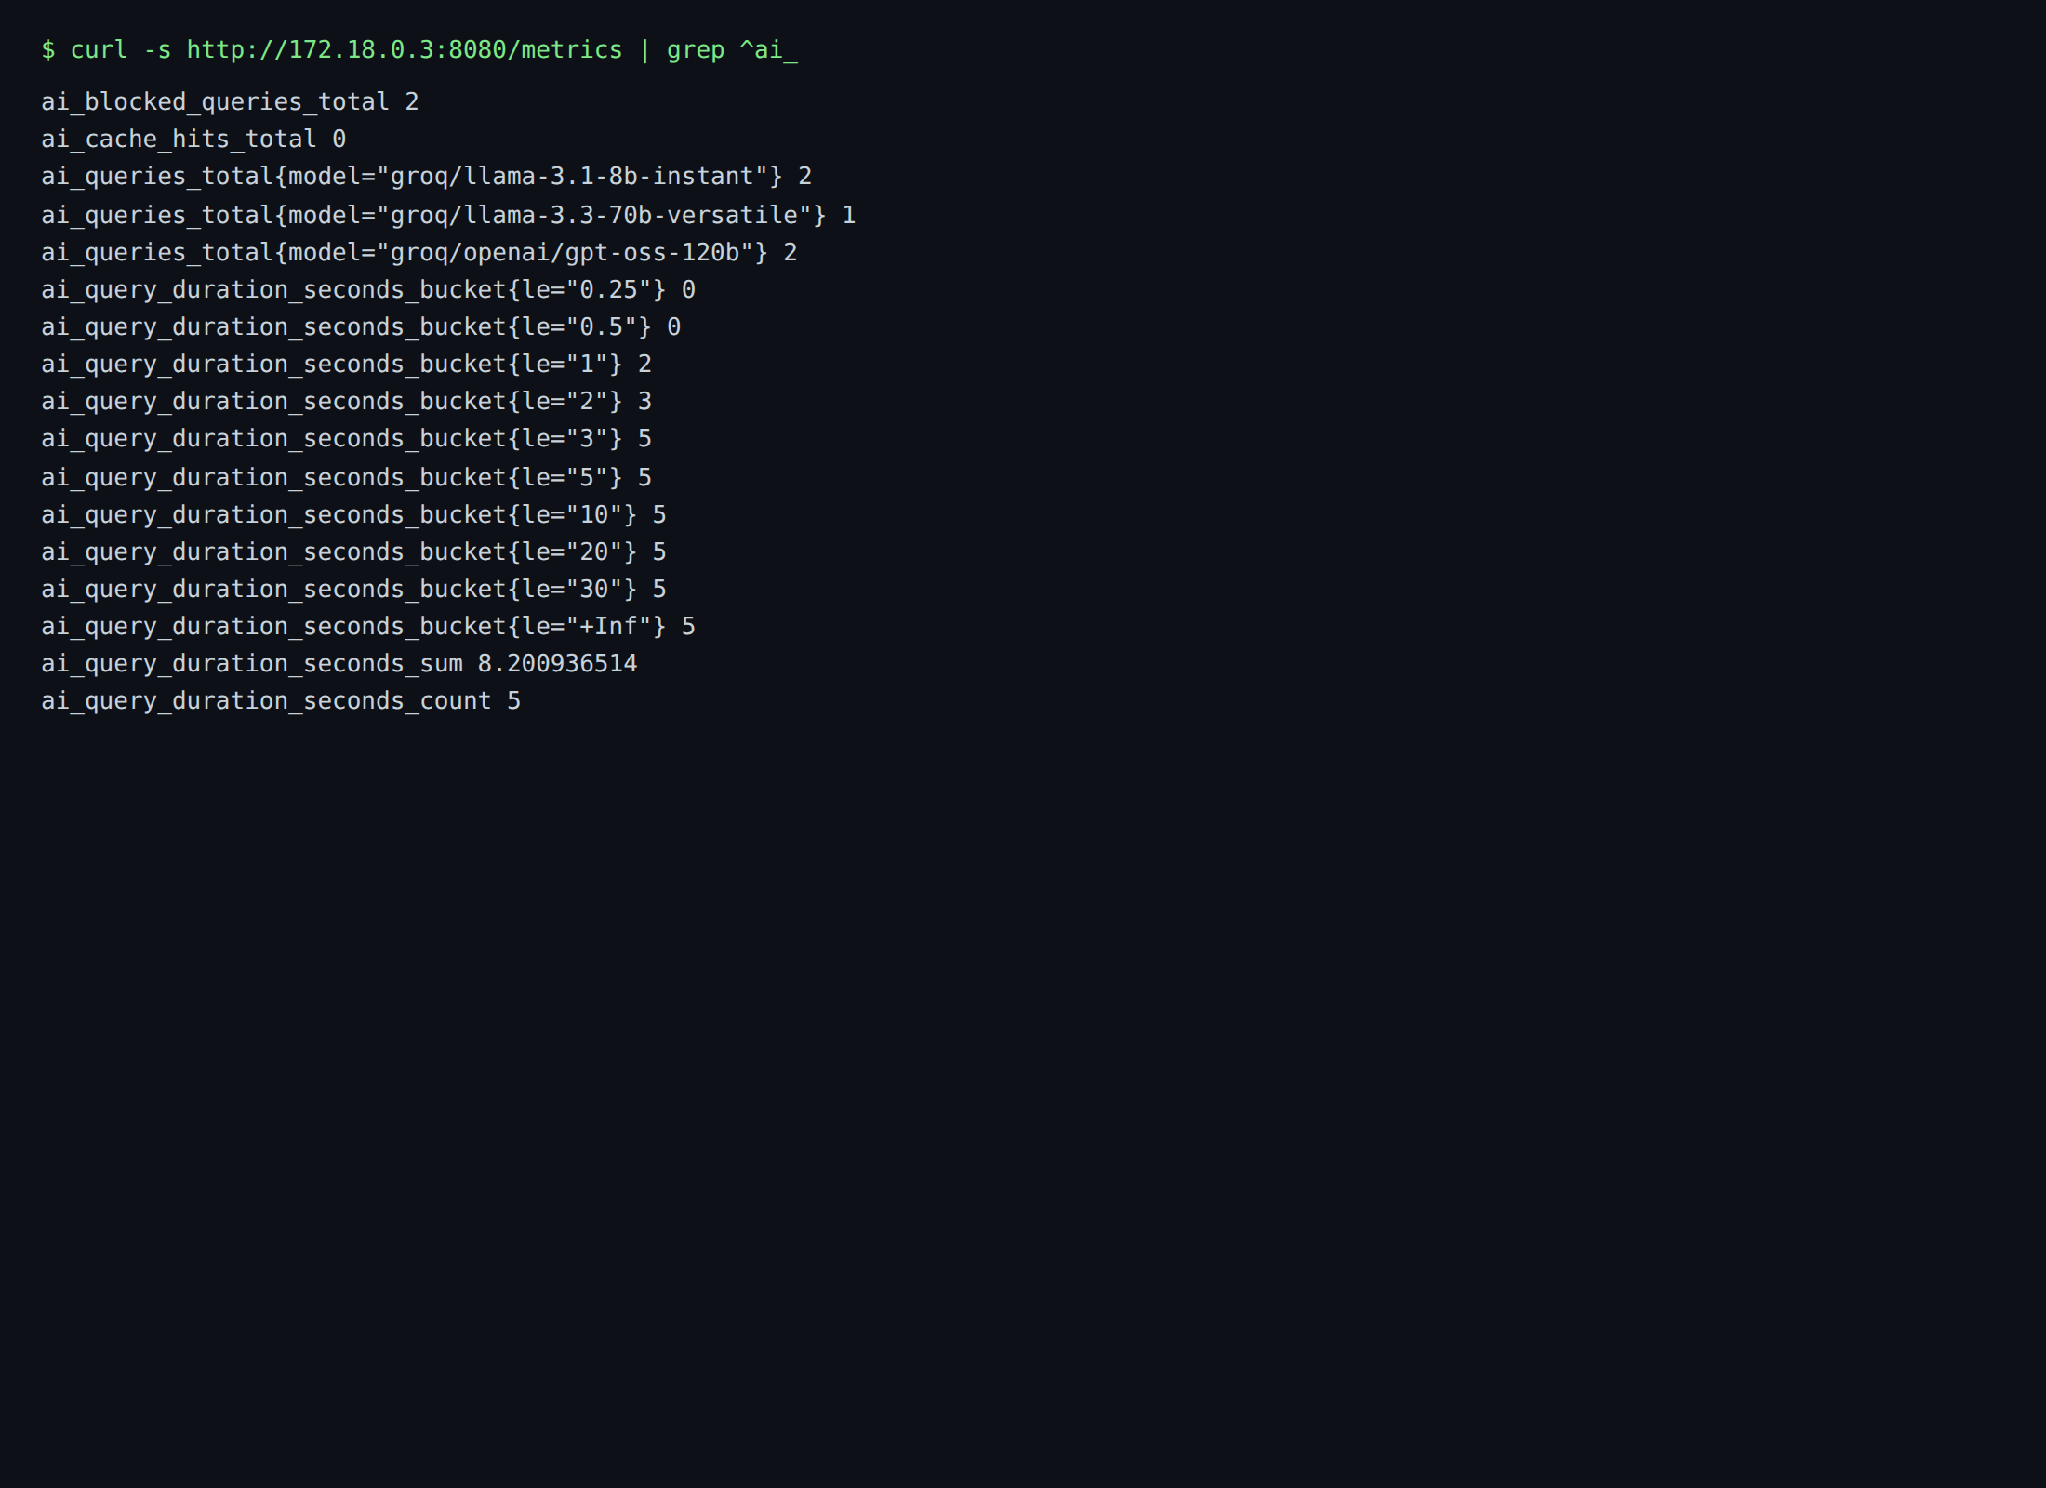 $ curl -s http://172.18.0.3:8080/metrics | grep ^ai_
ai_blocked_queries_total 2
ai_cache_hits_total 0
ai_queries_total{model="groq/llama-3.1-8b-instant"} 2
ai_queries_total{model="groq/llama-3.3-70b-versatile"} 1
ai_queries_total{model="groq/openai/gpt-oss-120b"} 2
ai_query_duration_seconds_bucket{le="0.25"} 0
ai_query_duration_seconds_bucket{le="0.5"} 0
ai_query_duration_seconds_bucket{le="1"} 2
ai_query_duration_seconds_bucket{le="2"} 3
ai_query_duration_seconds_bucket{le="3"} 5
ai_query_duration_seconds_bucket{le="5"} 5
ai_query_duration_seconds_bucket{le="10"} 5
ai_query_duration_seconds_bucket{le="20"} 5
ai_query_duration_seconds_bucket{le="30"} 5
ai_query_duration_seconds_bucket{le="+Inf"} 5
ai_query_duration_seconds_sum 8.200936514
ai_query_duration_seconds_count 5